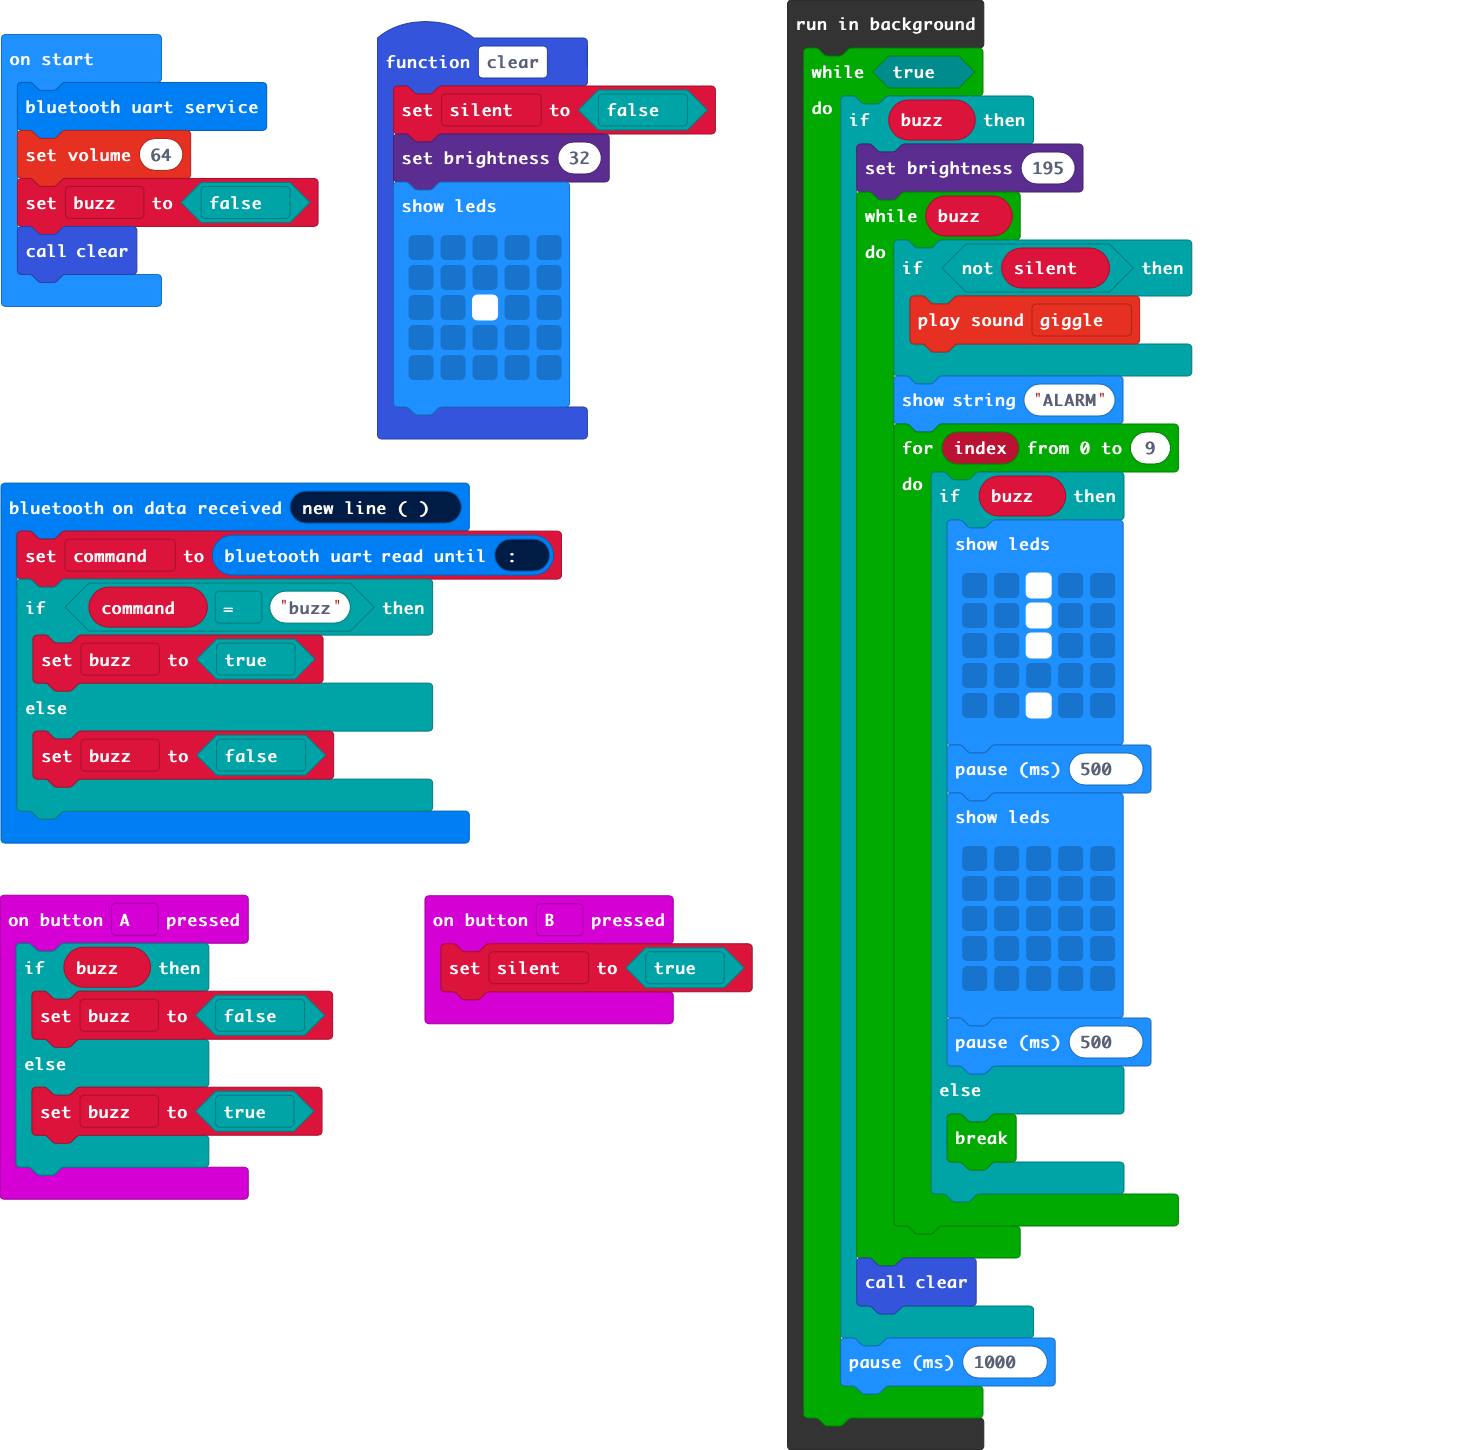 on start
bluetooth uart service
set volume 64
set buzz to false
call clear
function clear
set silent to false
set brightness 32
show leds
bluetooth on data received new line ( )
set command to bluetooth uart read until :
if command = "buzz" then
set buzz to true
else
set buzz to false
on button A pressed
if buzz then
set buzz to false
else
set buzz to true
on button B pressed
set silent to true
run in background
while true
do if buzz then
set brightness 195
while buzz
do if not silent then
play sound giggle
show string "ALARM"
for index from 0 to 9
do if buzz then
show leds
pause (ms) 500
show leds
pause (ms) 500
else
break
call clear
pause (ms) 1000